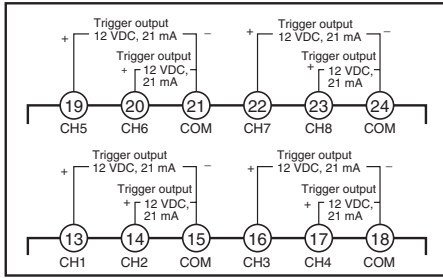 Trigger output Trigger output
+ 12 VDC, 21 mA – + 12 VDC, 21 mA –
Trigger output Trigger output
+ 12 VDC, + 12 VDC,
21 mA 21 mA
19 20 21 22 23 24
CH5 CH6 COM CH7 CH8 COM
Trigger output Trigger output
+ 12 VDC, 21 mA – + 12 VDC, 21 mA –
Trigger output Trigger output
+ 12 VDC, + 12 VDC,
21 mA 21 mA
13 14 15 16 17 18
CH1 CH2 COM CH3 CH4 COM